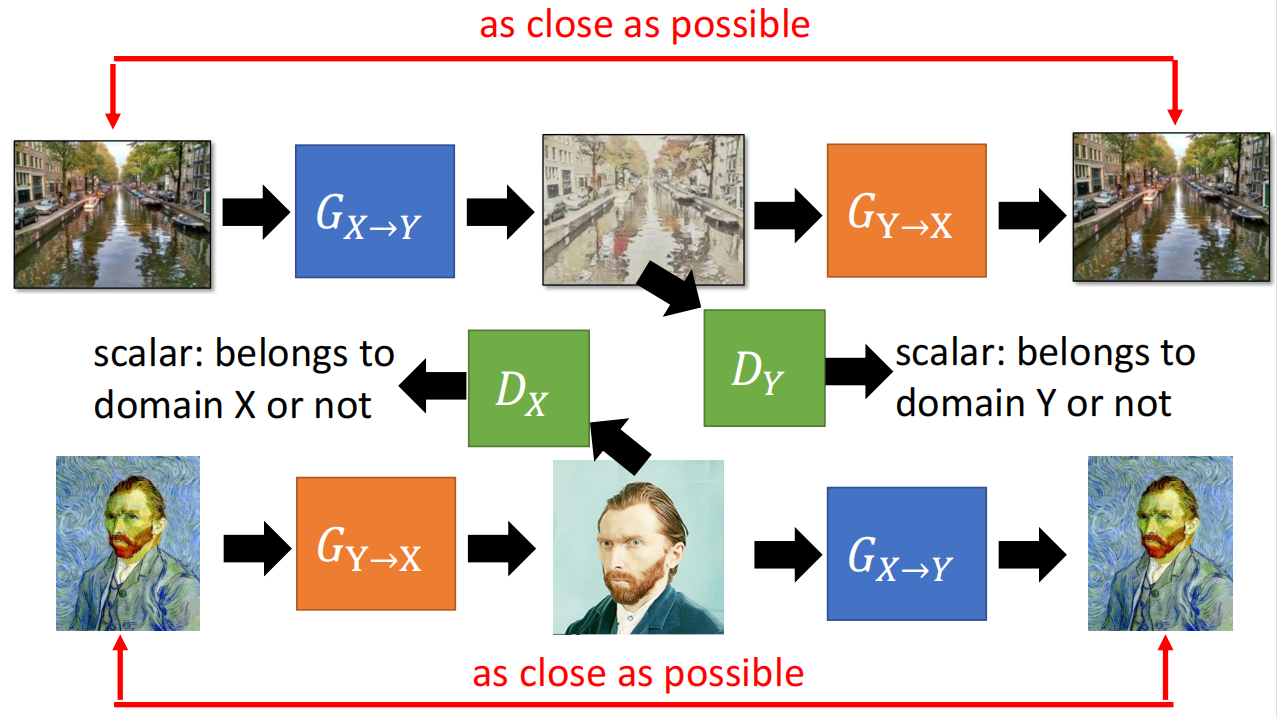 as close as possible
G_{X→Y}
G_{Y→X}
scalar: belongs to
domain X or not
D_X
D_Y
scalar: belongs to
domain Y or not
G_{Y→X}
G_{X→Y}
as close as possible